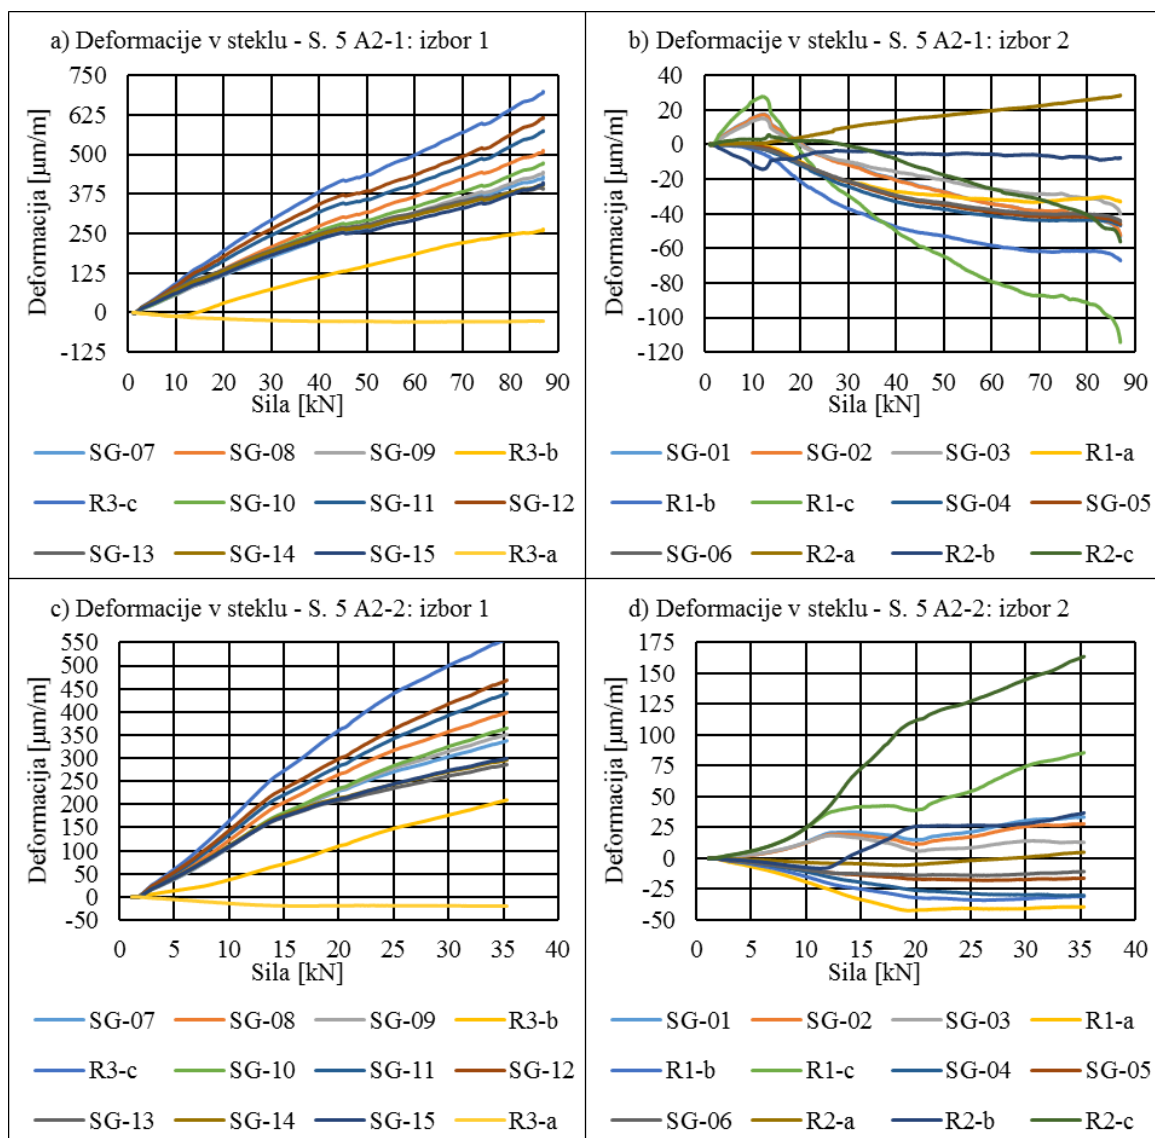 a) Deformacije v steklu - S. 5 A2-1: izbor 1
Deformacija [µm/m]
750
625
500
375
250
125
0
-125
0 10 20 30 40 50 60 70 80 90
Sila [kN]
SG-07 SG-08 SG-09 R3-b
R3-c SG-10 SG-11 SG-12
SG-13 SG-14 SG-15 R3-a
b) Deformacije v steklu - S. 5 A2-1: izbor 2
Deformacija [µm/m]
40
20
0
-20
-40
-60
-80
-100
-120
0 10 20 30 40 50 60 70 80 90
Sila [kN]
SG-01 SG-02 SG-03 R1-a
R1-b R1-c SG-04 SG-05
SG-06 R2-a R2-b R2-c
c) Deformacije v steklu - S. 5 A2-2: izbor 1
Deformacija [µm/m]
550
500
450
400
350
300
250
200
150
100
50
0
-50
0 5 10 15 20 25 30 35 40
Sila [kN]
SG-07 SG-08 SG-09 R3-b
R3-c SG-10 SG-11 SG-12
SG-13 SG-14 SG-15 R3-a
d) Deformacije v steklu - S. 5 A2-2: izbor 2
Deformacija [µm/m]
175
150
125
100
75
50
25
0
-25
-50
0 5 10 15 20 25 30 35 40
Sila [kN]
SG-01 SG-02 SG-03 R1-a
R1-b R1-c SG-04 SG-05
SG-06 R2-a R2-b R2-c